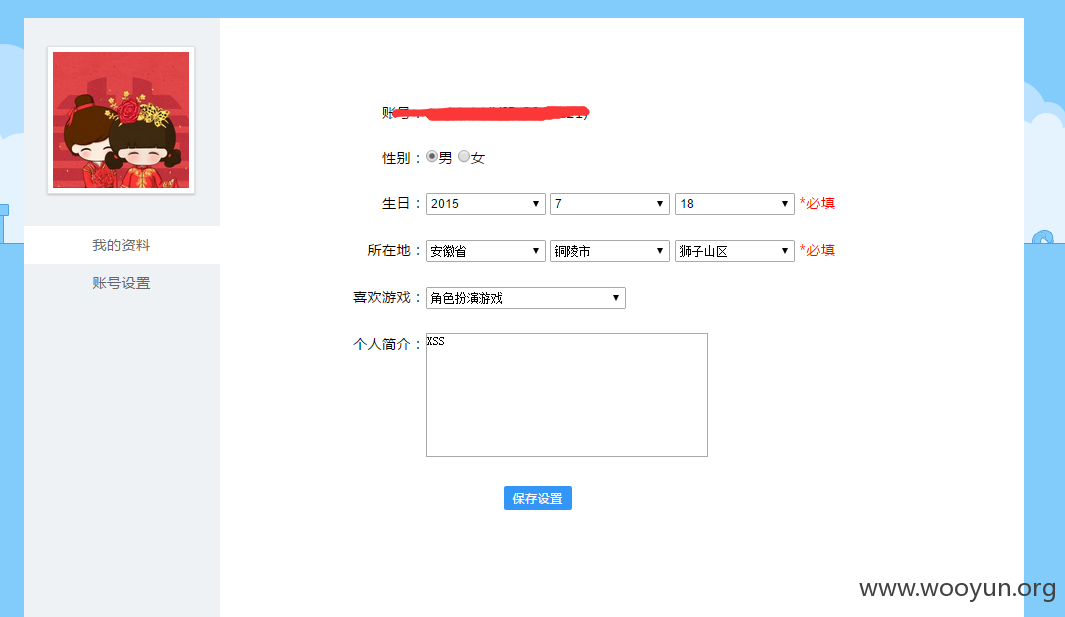 账号：
性别：男 女
生日：2015 7 18 *必填
所在地：安徽省 铜陵市 狮子山区 *必填
我的资料
账号设置
喜欢游戏：角色扮演游戏
个人简介：XSS
保存设置
www.wooyun.org